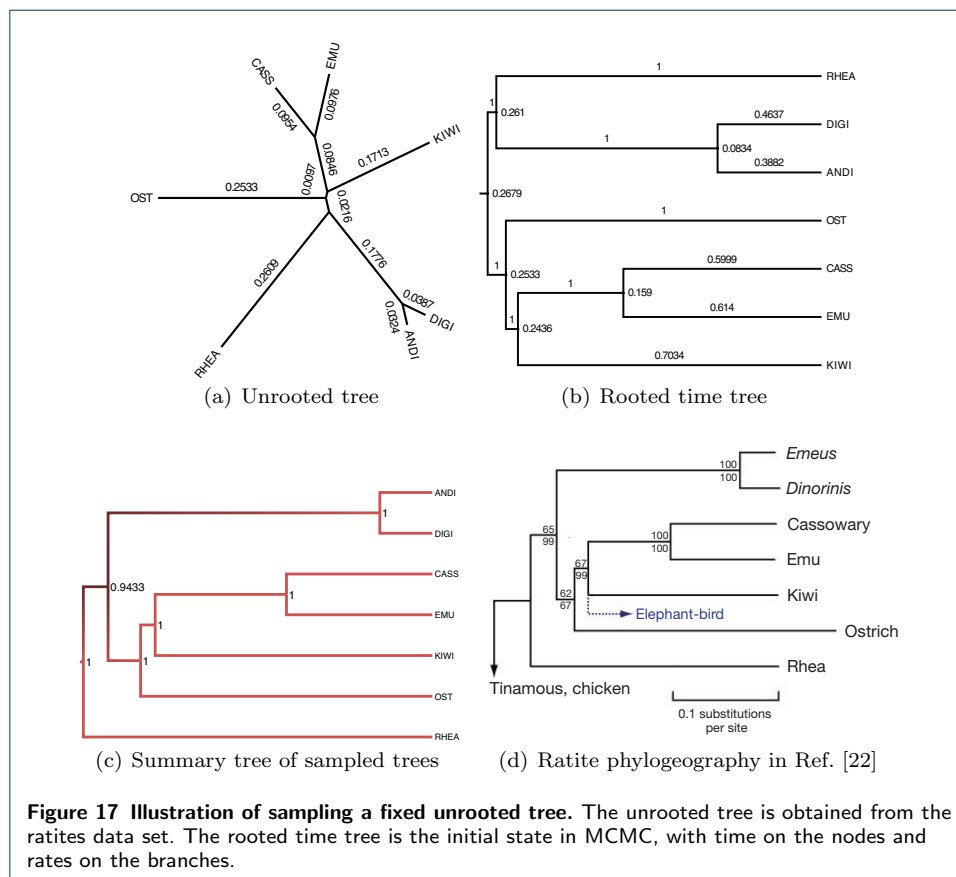 CASS
EMU
KIWI
OST
RHEA
ANDI
DIGI
0.0954
0.0976
0.0846
0.1713
0.0097
0.2533
0.0216
0.2609
0.1776
0.0387
0.0324
(a) Unrooted tree
1
RHEA
1
0.261
0.4637
DIGI
1
0.0834
0.3882
ANDI
0.2679
1
OST
1
0.2533
0.5999
CASS
1
0.159
0.614
EMU
1
0.2436
0.7034
KIWI
(b) Rooted time tree
ANDI
1
DIGI
0.9433
CASS
1
EMU
1
KIWI
1
OST
1
RHEA
(c) Summary tree of sampled trees
Emeus
100
100
Dinorinis
Cassowary
65
99
100
100
Emu
67
99
Kiwi
62
67
Elephant-bird
Ostrich
Rhea
Tinamous, chicken
0.1 substitutions
per site
(d) Ratite phylogeography in Ref. [22]
Figure 17 Illustration of sampling a fixed unrooted tree. The unrooted tree is obtained from the
ratites data set. The rooted time tree is the initial state in MCMC, with time on the nodes and
rates on the branches.